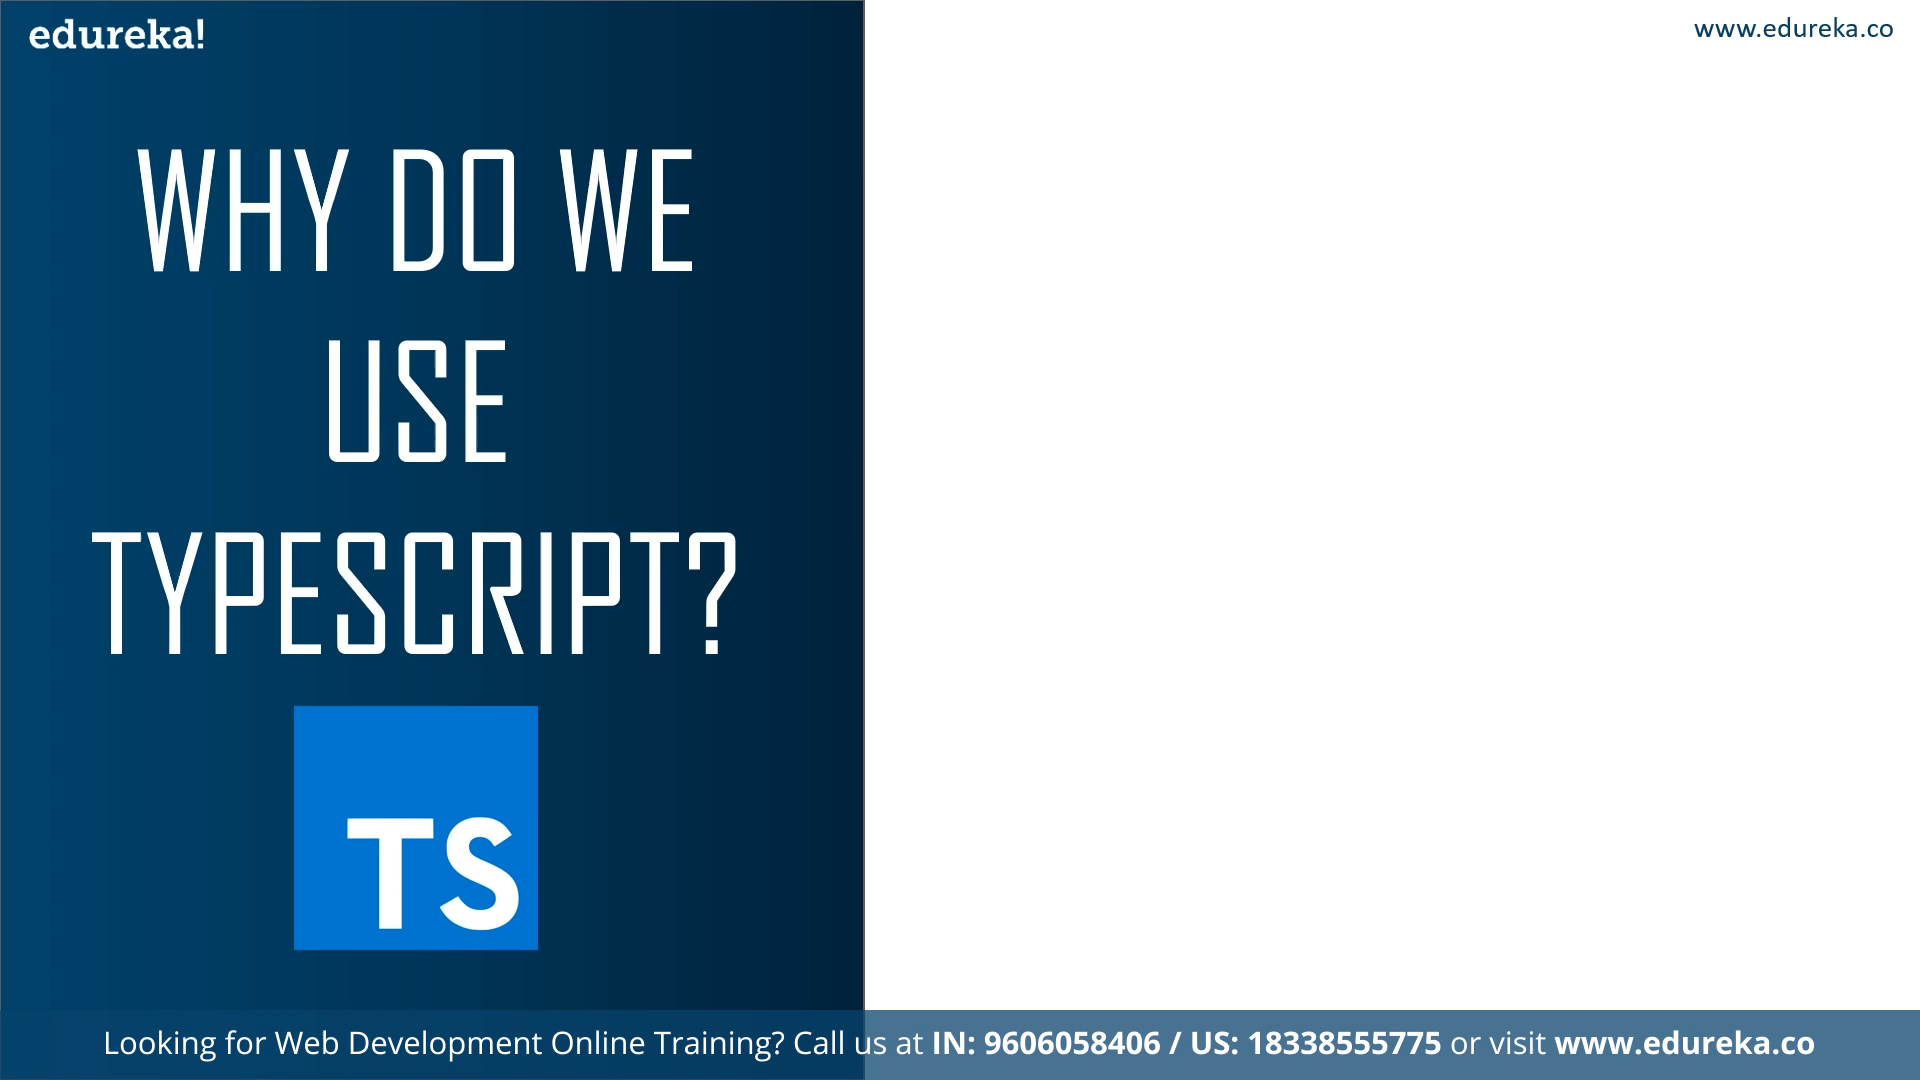 edureka!
www.edureka.co
WHY DO WE
USE
TYPESCRIPT?
TS
Looking for Web Development Online Training? Call us at IN: 9606058406 / US: 18338555775 or visit www.edureka.co